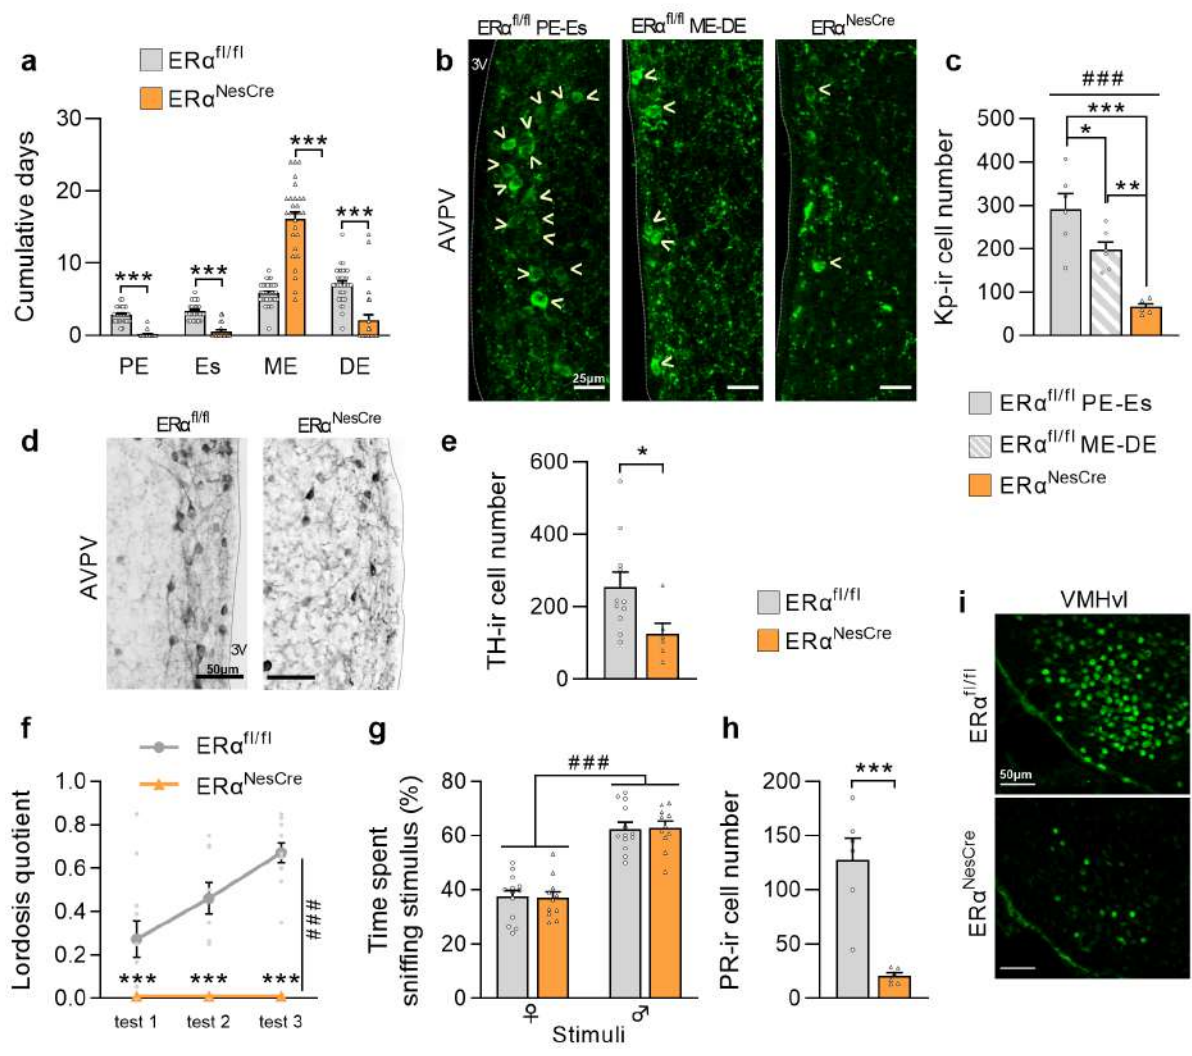 a
ERα^fl/fl
ERα^NesCre
Cumulative days
30
20
10
0
***
***
***
***
PE
Es
ME
DE
b
ERα^fl/fl PE-Es
ERα^fl/fl ME-DE
ERα^NesCre
AVPV
3V
25µm
c
###
***
*
**
Kp-ir cell number
500
400
300
200
100
0
ERα^fl/fl PE-Es
ERα^fl/fl ME-DE
ERα^NesCre
d
ERα^fl/fl
ERα^NesCre
AVPV
3V
50µm
e
TH-ir cell number
600
400
200
0
*
ERα^fl/fl
ERα^NesCre
f
ERα^fl/fl
ERα^NesCre
Lordosis quotient
1.0
0.8
0.6
0.4
0.2
0.0
***
***
***
###
test 1
test 2
test 3
g
Time spent
sniffing stimulus (%)
80
60
40
20
0
###
♀
♂
Stimuli
h
PR-ir cell number
200
150
100
50
0
***
i
VMHvl
ERα^fl/fl
50µm
ERα^NesCre